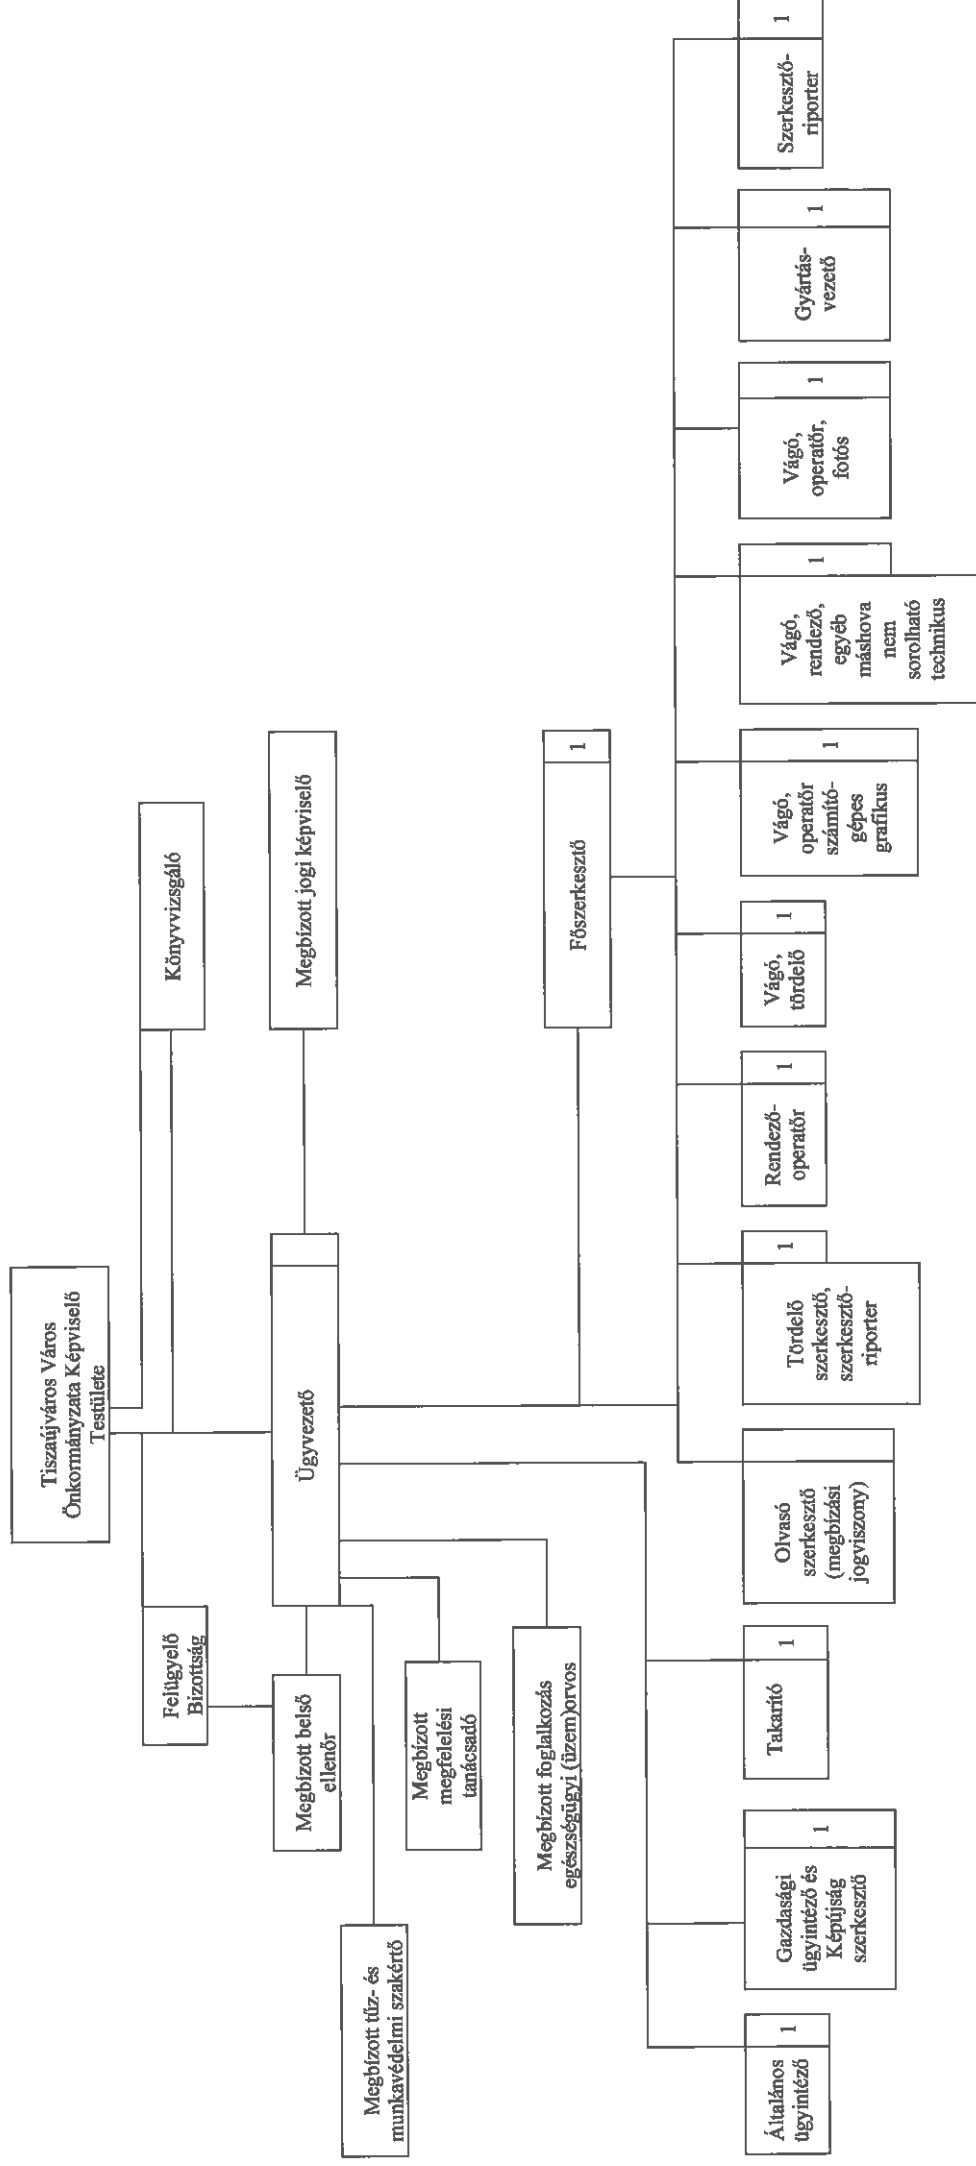 Tiszaújváros Város
Önkormányzata Képviselő
Testülete
Felügyelő
Bizottság
Könyvvizsgáló
Megbízott belső
ellenőr
Ügyvezető
Megbízott jogi képviselő
Megbízott tűz- és
munkavédelmi szakértő
Megbízott
megfelelési
tanácsadó
Megbízott foglalkozás
egészségügyi (üzem)orvos
Főszerkesztő
1
Általános
ügyintéző
1
Gazdasági
ügyintéző és
Képújság
szerkesztő
1
Takarító
1
Olvasó
szerkesztő
(megbízási
jogviszony)
Tördelő
szerkesztő,
szerkesztő-
riporter
1
Rendező-
operatőr
1
Vágó,
tördelő
1
Vágó,
operatőr
számító-
gépes
grafikus
1
Vágó,
rendező,
egyéb
máshova
nem
sorolható
technikus
1
Vágó,
operatőr,
fotós
1
Gyártás-
vezető
1
Szerkesztő-
riporter
1